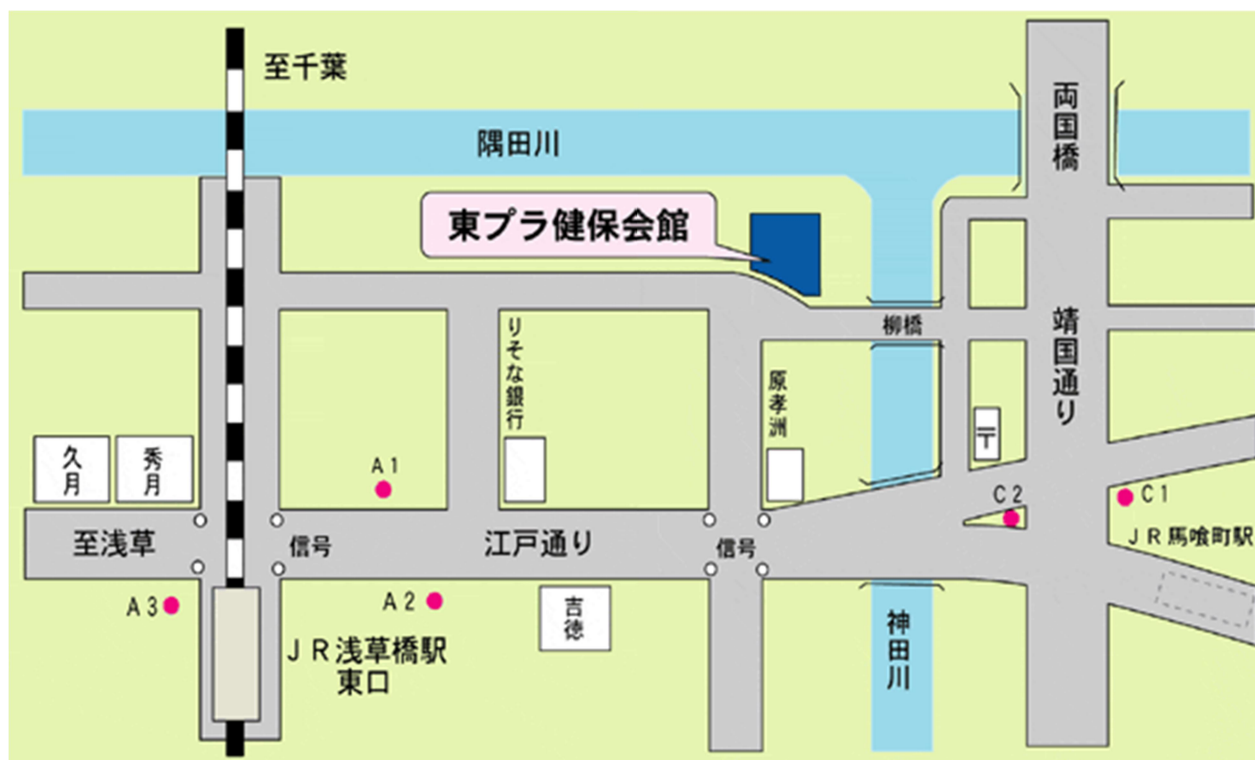 至千葉
隅田川
両国橋
東プラ健保会館
柳橋
靖国通り
りそな銀行
原孝洲
〒
久月
秀月
A1
C2
C1
至浅草
信号
江戸通り
信号
JR馬喰町駅
A3
A2
吉徳
神田川
JR浅草橋駅
東口